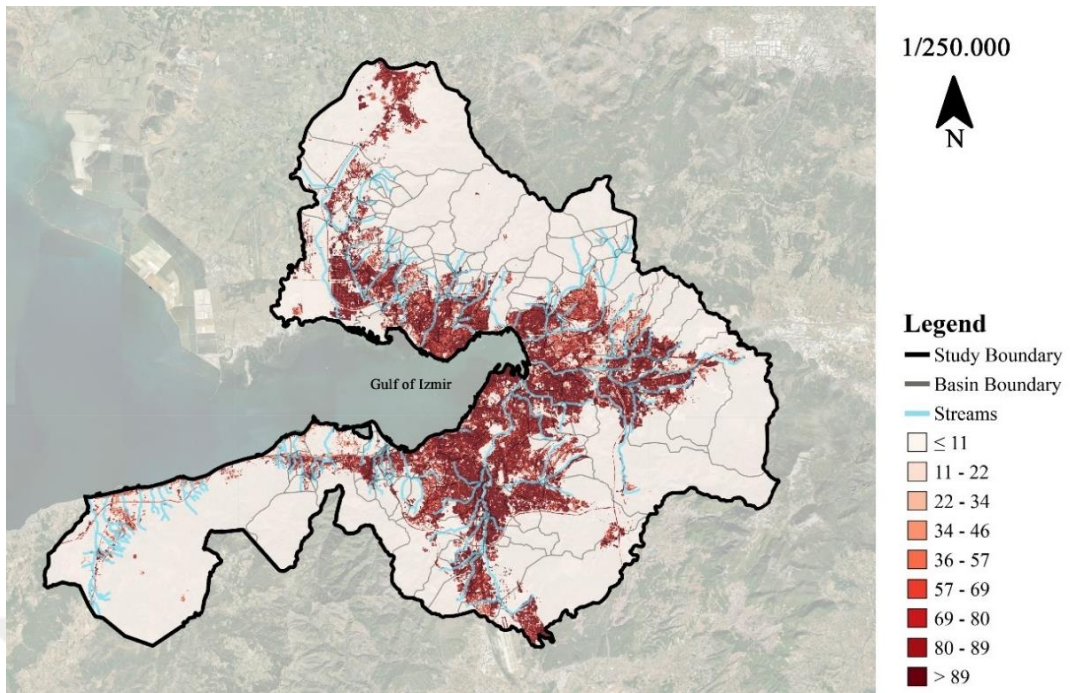 1/250.000
N
Gulf of Izmir
Legend
Study Boundary
Basin Boundary
Streams
≤ 11
11 - 22
22 - 34
34 - 46
36 - 57
57 - 69
69 - 80
80 - 89
> 89